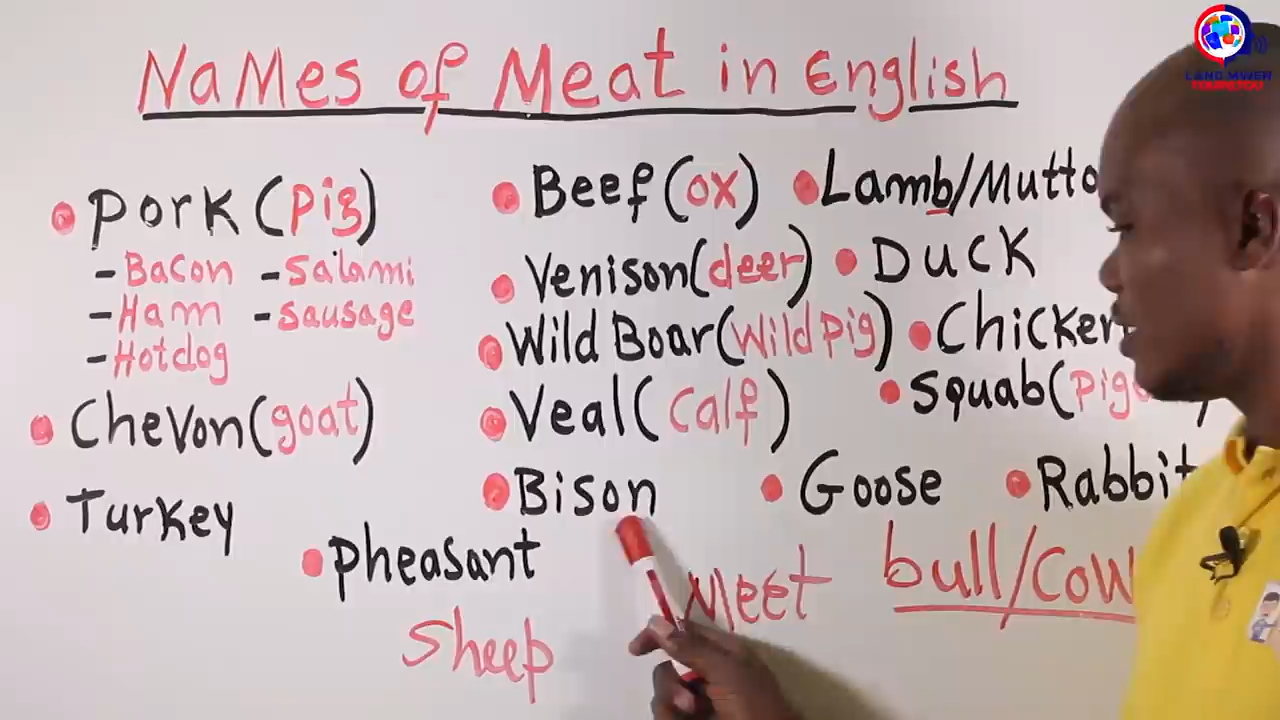 NaMes of Meat in English
• Pork (Pig)
- Bacon - Salami
- Ham - Sausage
- Hotdog
• Chevon (goat)
• Turkey
• Pheasant
Sheep
• Beef (ox)
• Venison (deer)
• Wild Boar (Wild pig)
• Veal (Calf)
• Bison
• Lamb/Mutto
• Duck
• Chicken
• Squab (
• Goose • Rabbit
Meet bull/Cow